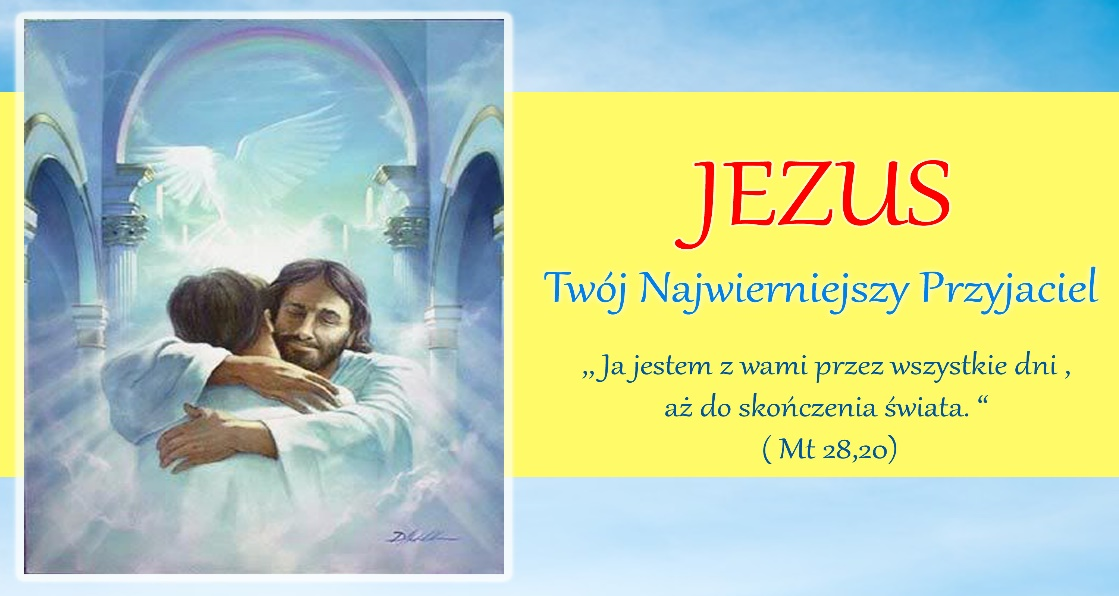 JEZUS
Twój Najwierniejszy Przyjaciel
„Ja jestem z wami przez wszystkie dni ,
aż do skończenia świata. “
( Mt 28,20)